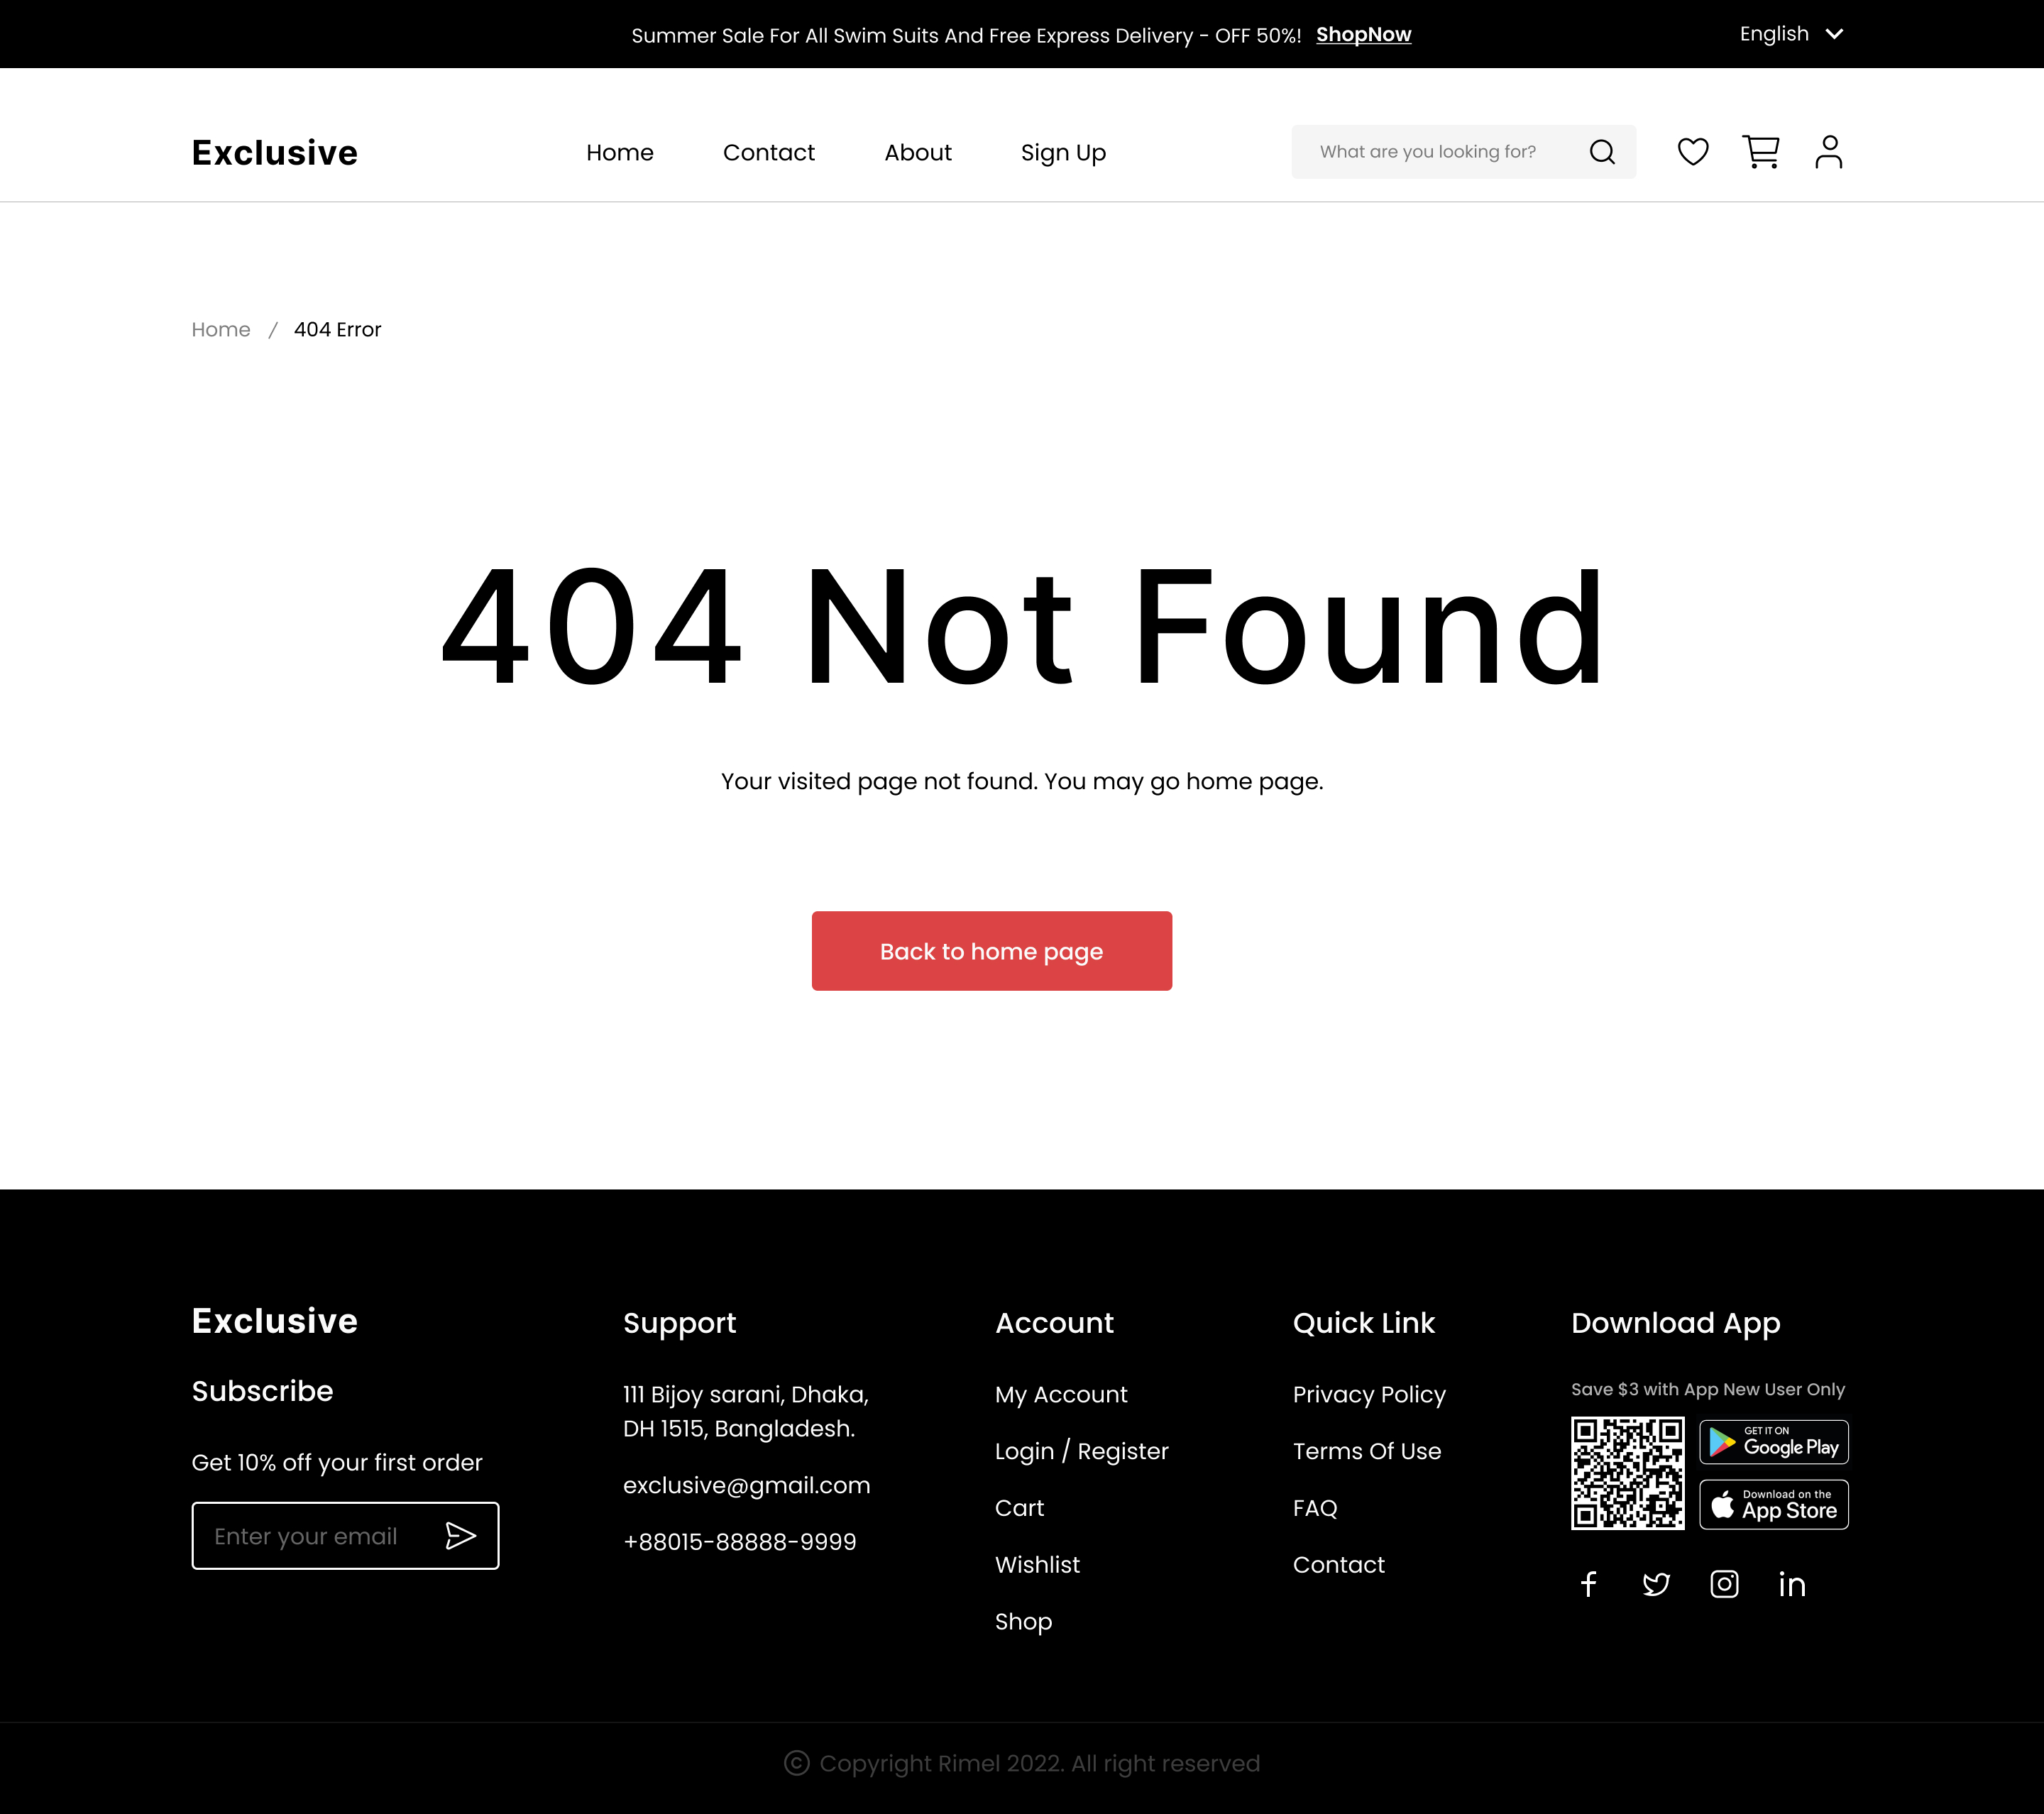 Summer Sale For All Swim Suits And Free Express Delivery - OFF 50%! ShopNow
English
Exclusive
Home
Contact
About
Sign Up
What are you looking for?
Home / 404 Error
404 Not Found
Your visited page not found. You may go home page.
Back to home page
Exclusive
Subscribe
Get 10% off your first order
Enter your email
Support
111 Bijoy sarani, Dhaka,
DH 1515, Bangladesh.
exclusive@gmail.com
+88015-88888-9999
Account
My Account
Login / Register
Cart
Wishlist
Shop
Quick Link
Privacy Policy
Terms Of Use
FAQ
Contact
Download App
Save $3 with App New User Only
GET IT ON
Google Play
Download on the
App Store
© Copyright Rimel 2022. All right reserved